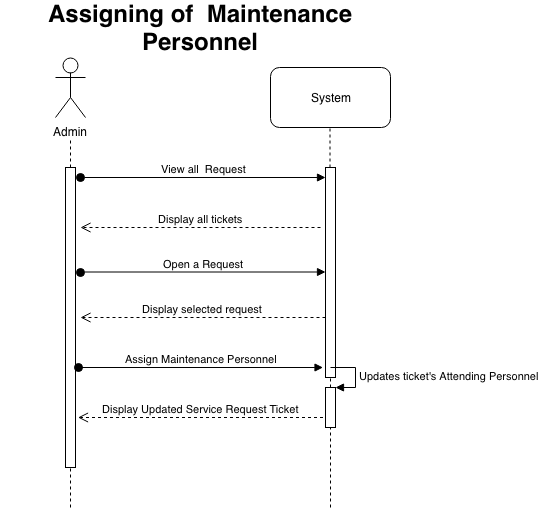 Assigning of Maintenance
Personnel
Admin
System
View all Request
Display all tickets
Open a Request
Display selected request
Assign Maintenance Personnel
Updates ticket's Attending Personnel
Display Updated Service Request Ticket